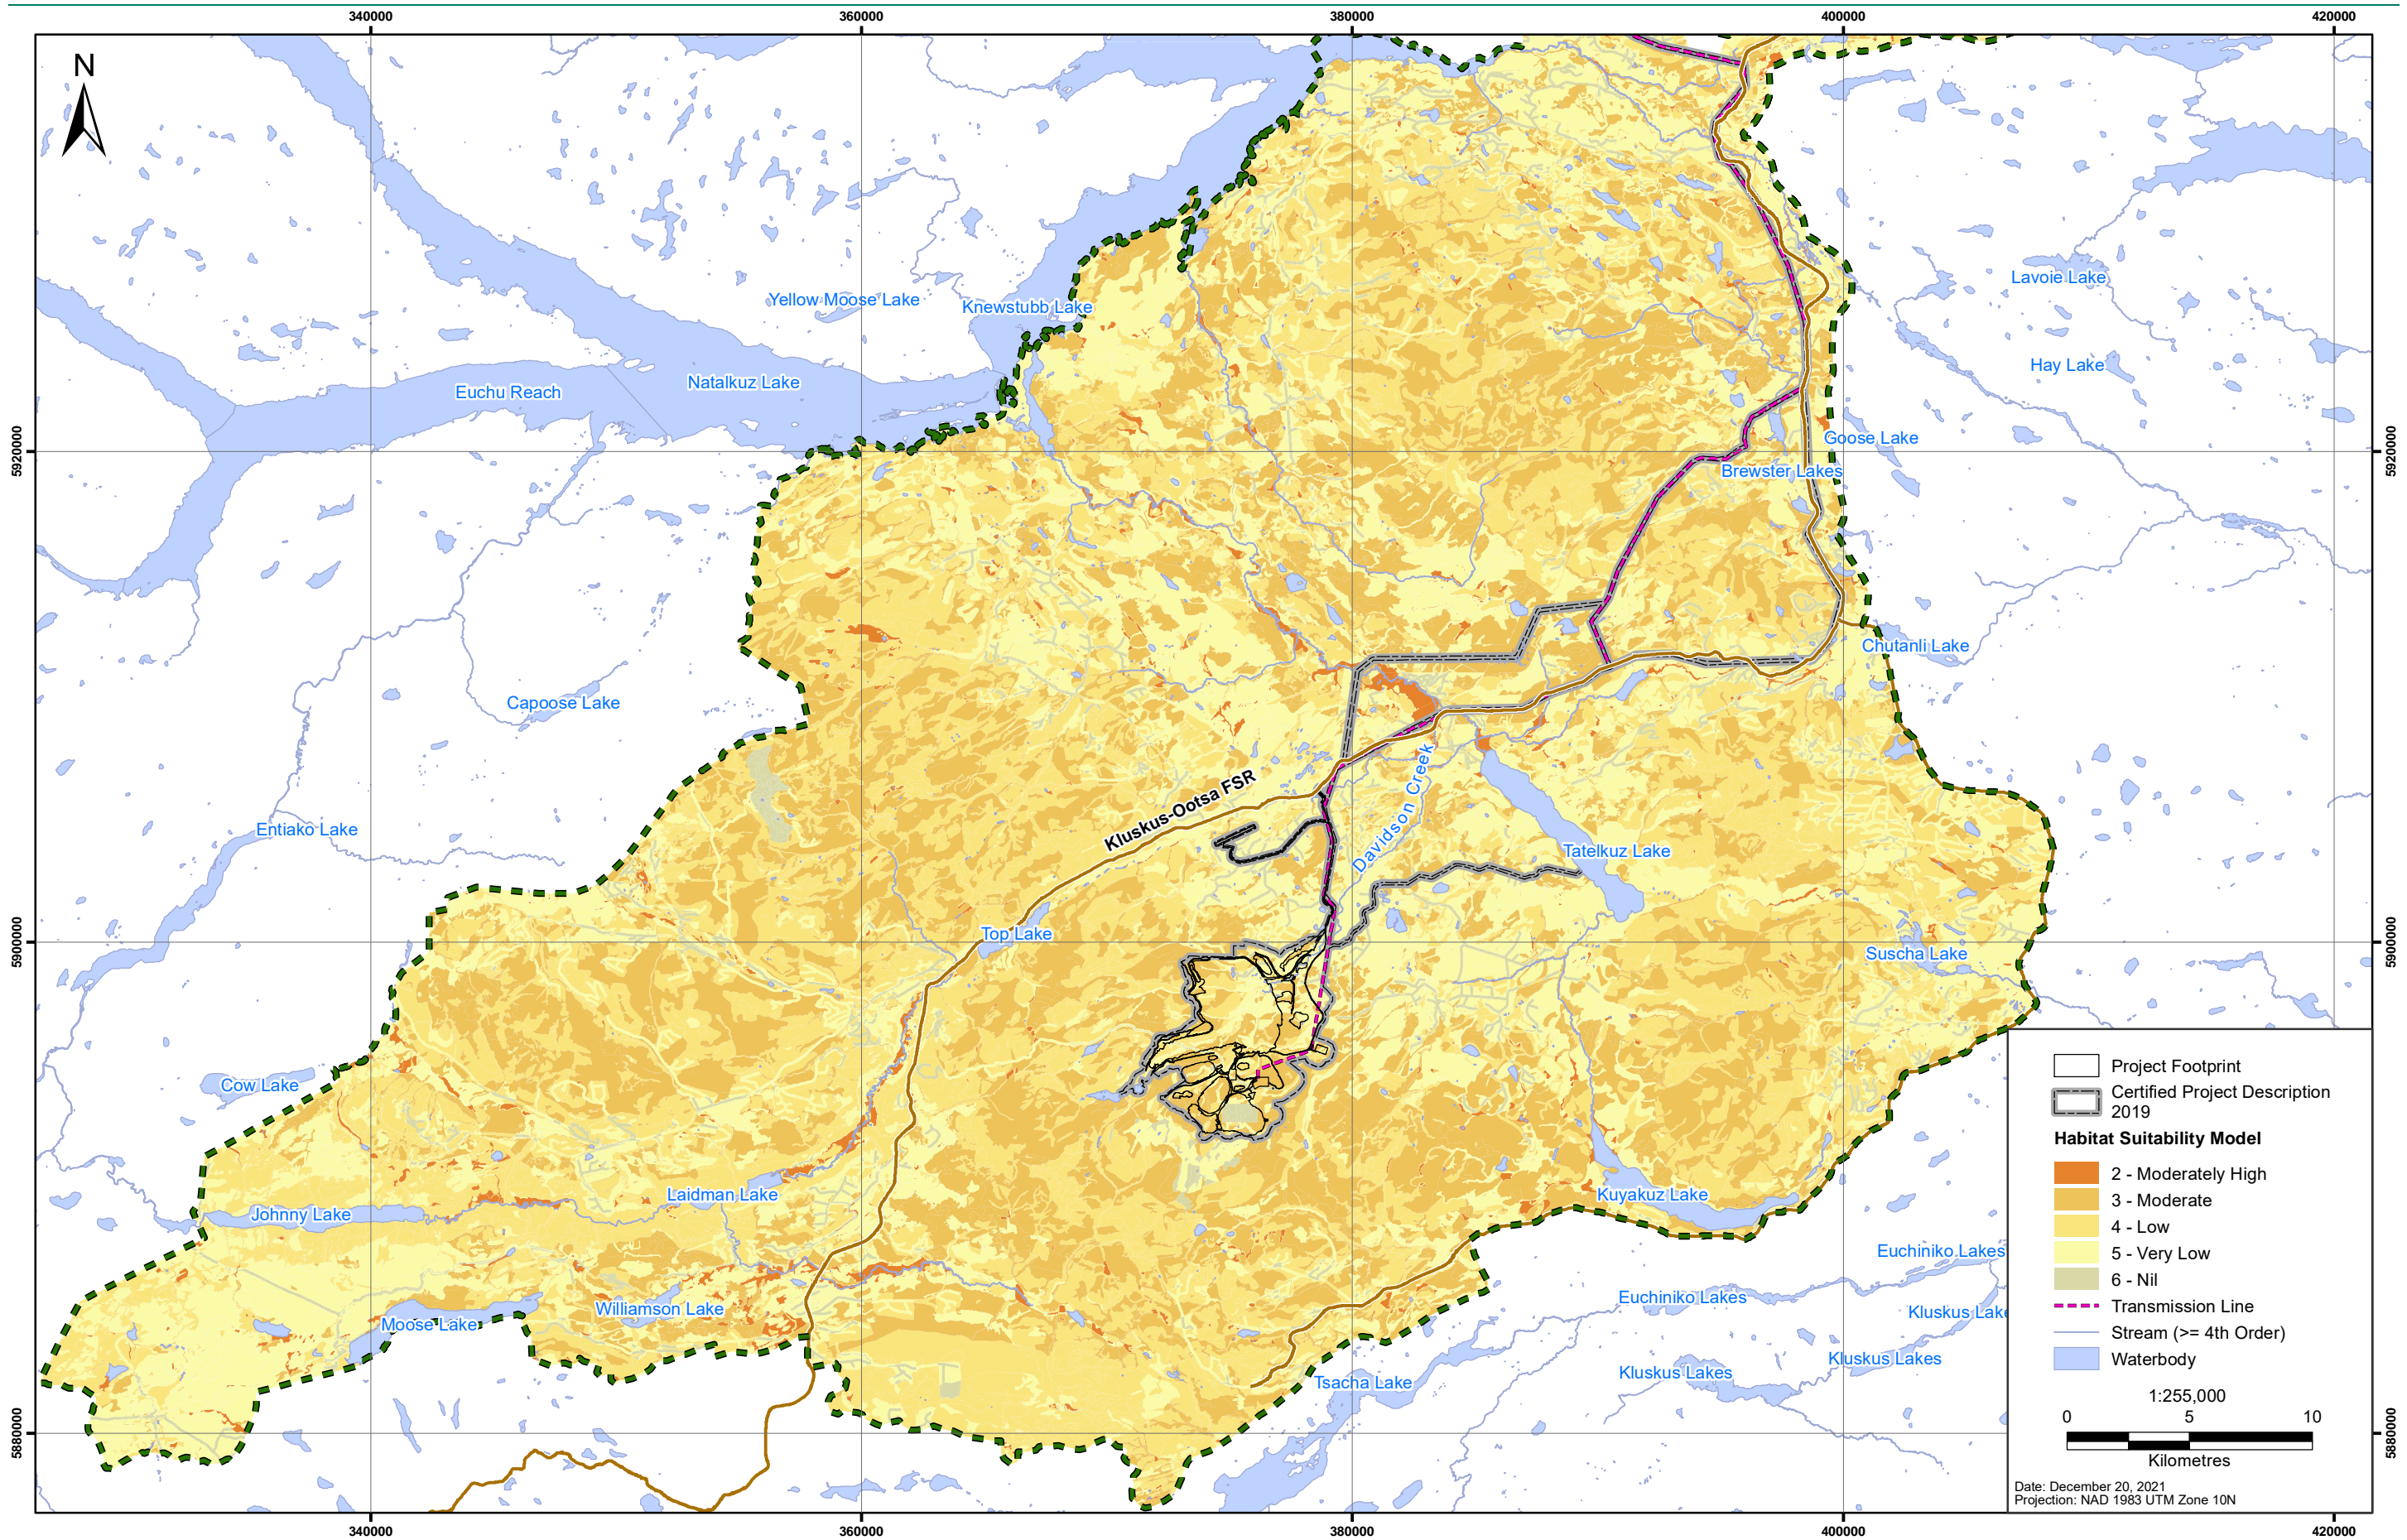 340000
360000
380000
400000
420000
N
Lavoie Lake
Yellow Moose Lake
Knewstubb Lake
Hay Lake
Natalkuz Lake
Euchu Reach
Goose Lake
5920000
5920000
Brewster Lakes
Chutanli Lake
Capoose Lake
Kluskus-Ootsa FSR
Davidson Creek
Entiako Lake
Tatelkuz Lake
Top Lake
5900000
5900000
Suscha Lake
Cow Lake
Laidman Lake
Kuyakuz Lake
Johnny Lake
Euchiniko Lakes
Euchiniko Lakes
Williamson Lake
Kluskus Lake
Moose Lake
Kluskus Lakes
Kluskus Lakes
Tsacha Lake
5880000
5880000
Project Footprint
Certified Project Description
2019
Habitat Suitability Model
2 - Moderately High
3 - Moderate
4 - Low
5 - Very Low
6 - Nil
Transmission Line
Stream (>= 4th Order)
Waterbody
1:255,000
0 5 10
Kilometres
Date: December 20, 2021
Projection: NAD 1983 UTM Zone 10N
340000
360000
380000
400000
420000